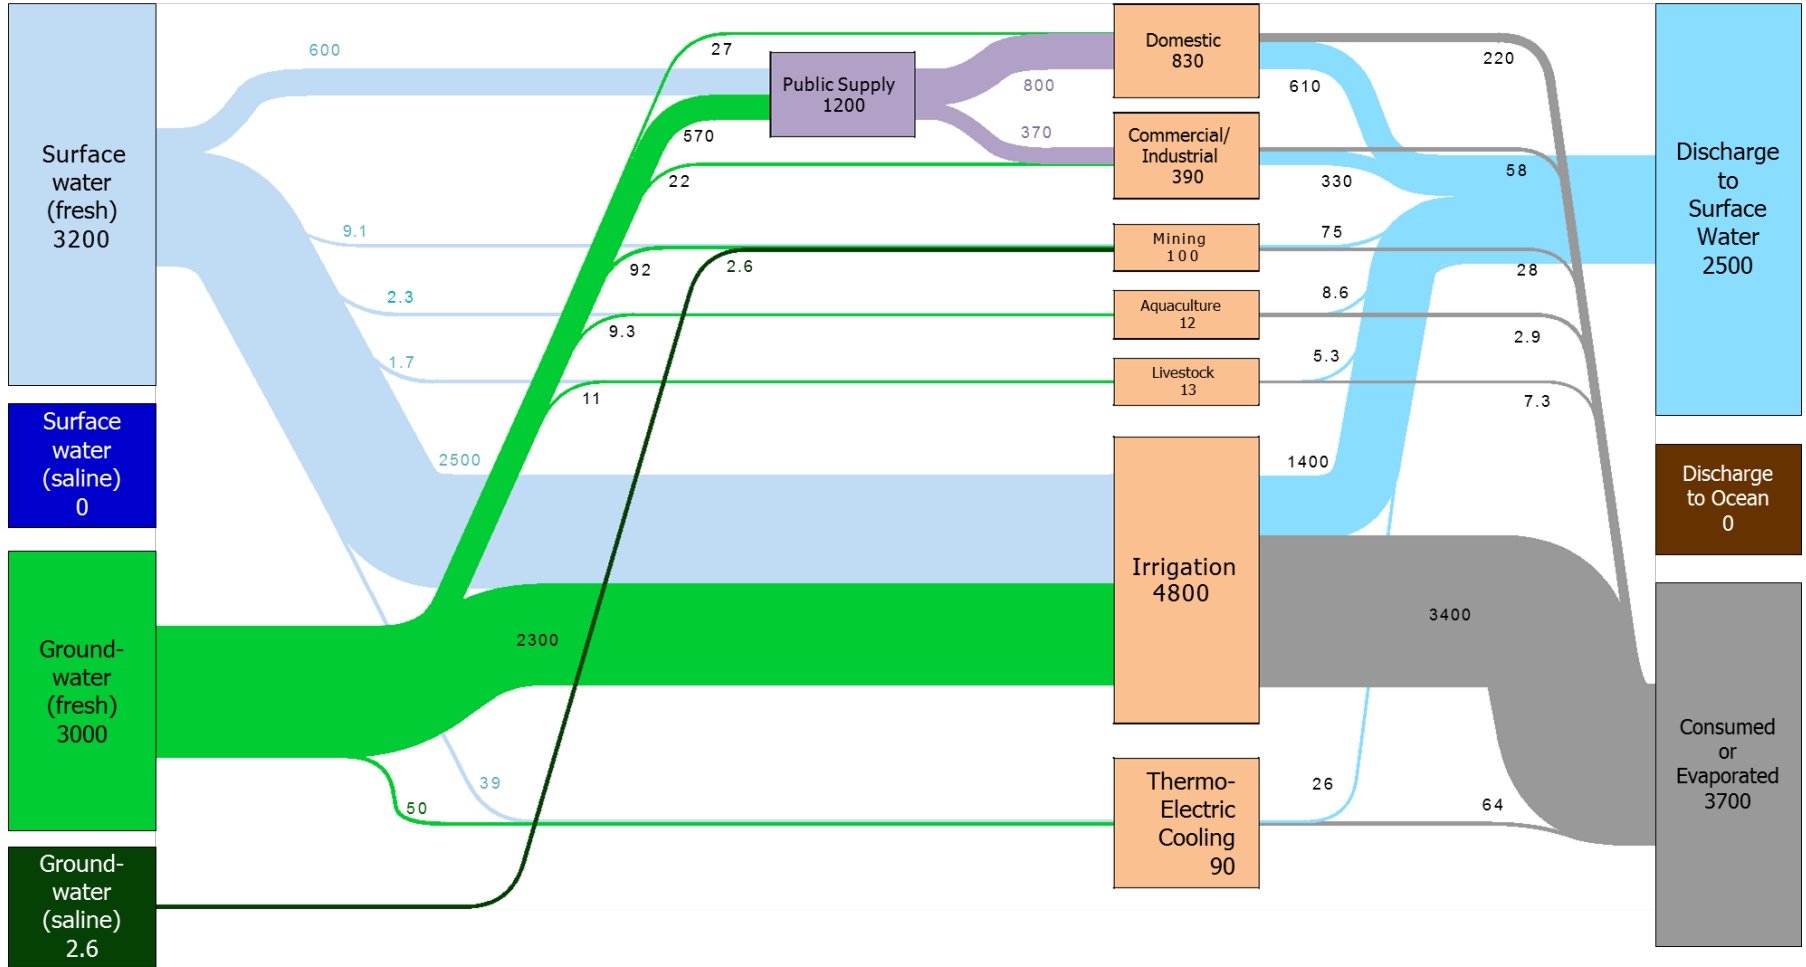 Surface
water
(fresh)
3200
Surface
water
(saline)
0
Ground-
water
(fresh)
3000
Ground-
water
(saline)
2.6
600
9.1
2.3
1.7
2500
39
27
570
22
92
2.6
9.3
11
2300
50
Public Supply
1200
800
370
Domestic
830
Commercial/
Industrial
390
Mining
100
Aquaculture
12
Livestock
13
Irrigation
4800
Thermo-
Electric
Cooling
90
220
610
58
330
75
28
8.6
2.9
5.3
7.3
1400
3400
26
64
Discharge
to
Surface
Water
2500
Discharge
to Ocean
0
Consumed
or
Evaporated
3700